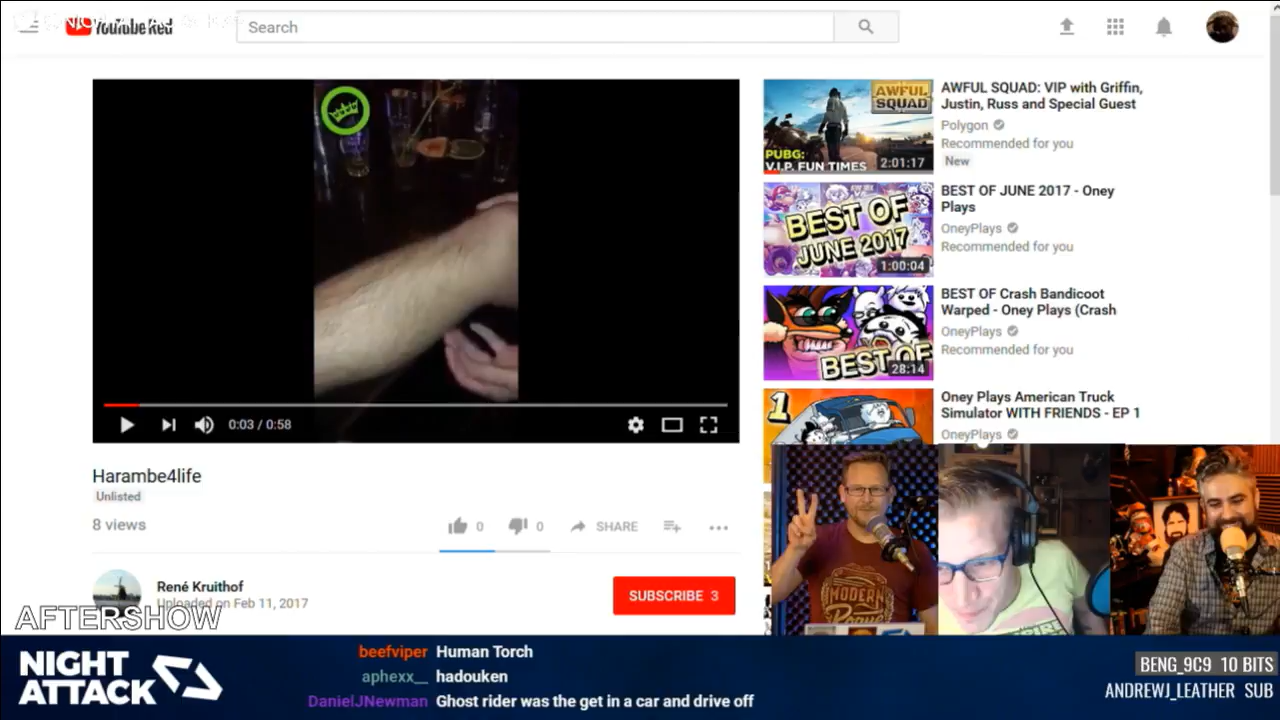 YouTube Red
Search
AWFUL SQUAD
PUBG:
V.I.P. FUN TIMES
2:01:17
AWFUL SQUAD: VIP with Griffin,
Justin, Russ and Special Guest
Polygon
Recommended for you
New
BEST OF
JUNE 2017
1:00:04
BEST OF JUNE 2017 - Oney
Plays
OneyPlays
Recommended for you
BEST OF
28:14
BEST OF Crash Bandicoot
Warped - Oney Plays (Crash
OneyPlays
Recommended for you
1
Oney Plays American Truck
Simulator WITH FRIENDS - EP 1
OneyPlays
0:03 / 0:58
Harambe4life
Unlisted
8 views
0
0
SHARE
René Kruithof
Uploaded on Feb 11, 2017
SUBSCRIBE 3
MODERN
Rogue
AFTERSHOW
NIGHT
ATTACK
beefviper Human Torch
aphexx__ hadouken
DanielJNewman Ghost rider was the get in a car and drive off
BENG_9C9 10 BITS
ANDREWJ_LEATHER SUB